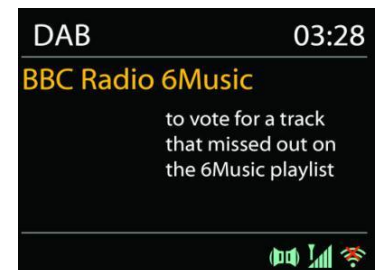 DAB 03:28
BBC Radio 6Music
to vote for a track
that missed out on
the 6Music playlist